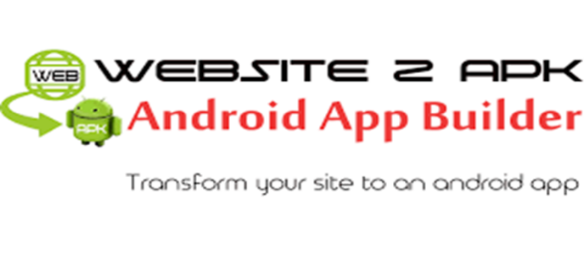 WEB
WEBSITE 2 APK
APK
Android App Builder
Transform your site to an android app